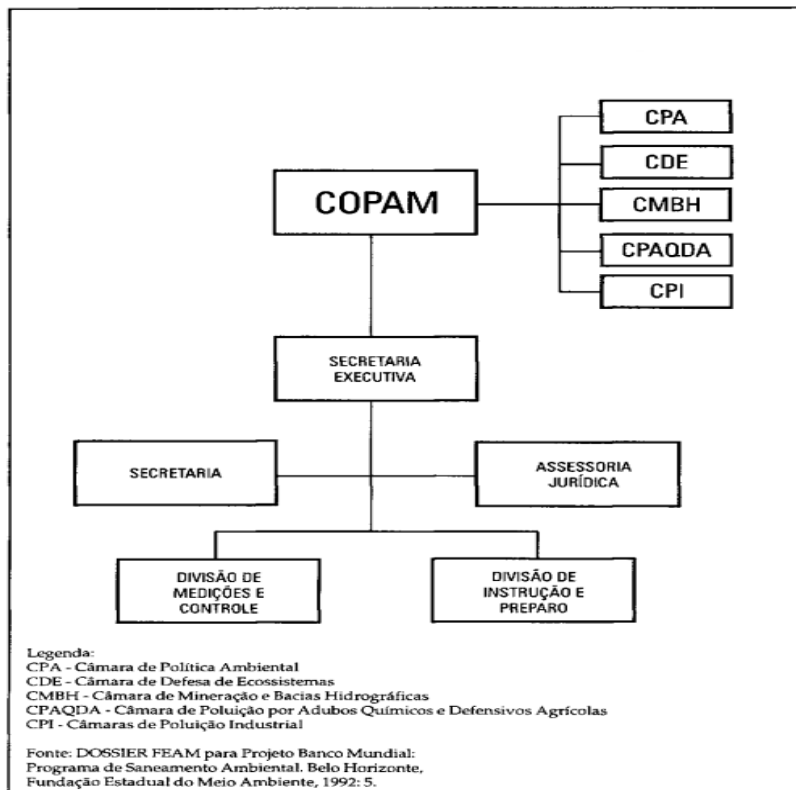 CPA
CDE
COPAM
CMBH
CPAQDA
CPI
SECRETARIA
EXECUTIVA
SECRETARIA
ASSESSORIA
JURÍDICA
DIVISÃO DE
MEDIÇÕES E
CONTROLE
DIVISÃO DE
INSTRUÇÃO E
PREPARO
Legenda:
CPA - Câmara de Política Ambiental
CDE - Câmara de Defesa de Ecossistemas
CMBH - Câmara de Mineração e Bacias Hidrográficas
CPAQDA - Câmara de Poluição por Adubos Químicos e Defensivos Agrícolas
CPI - Câmaras de Poluição Industrial
Fonte: DOSSIER FEAM para Projeto Banco Mundial:
Programa de Saneamento Ambiental. Belo Horizonte,
Fundação Estadual do Meio Ambiente, 1992: 5.